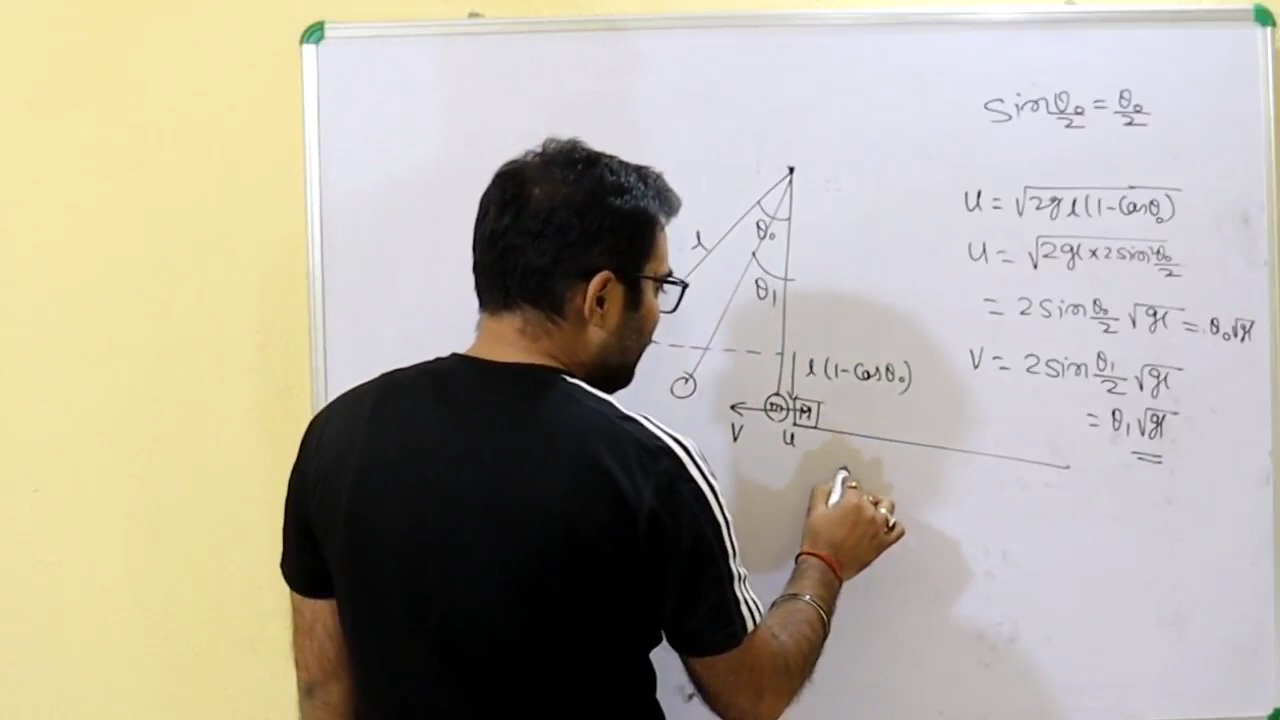 sin θ₀/2 = θ₀/2
u = √2gl(1-Cosθ₀)
u = √2gl×2sin²θ₀/2
= 2sin θ₀/2 √gl = θ₀√gl
V = 2sin θ₁/2 √gl
= θ₁√gl
l
θ₀
θ₁
l(1-Cosθ₀)
m M
V u